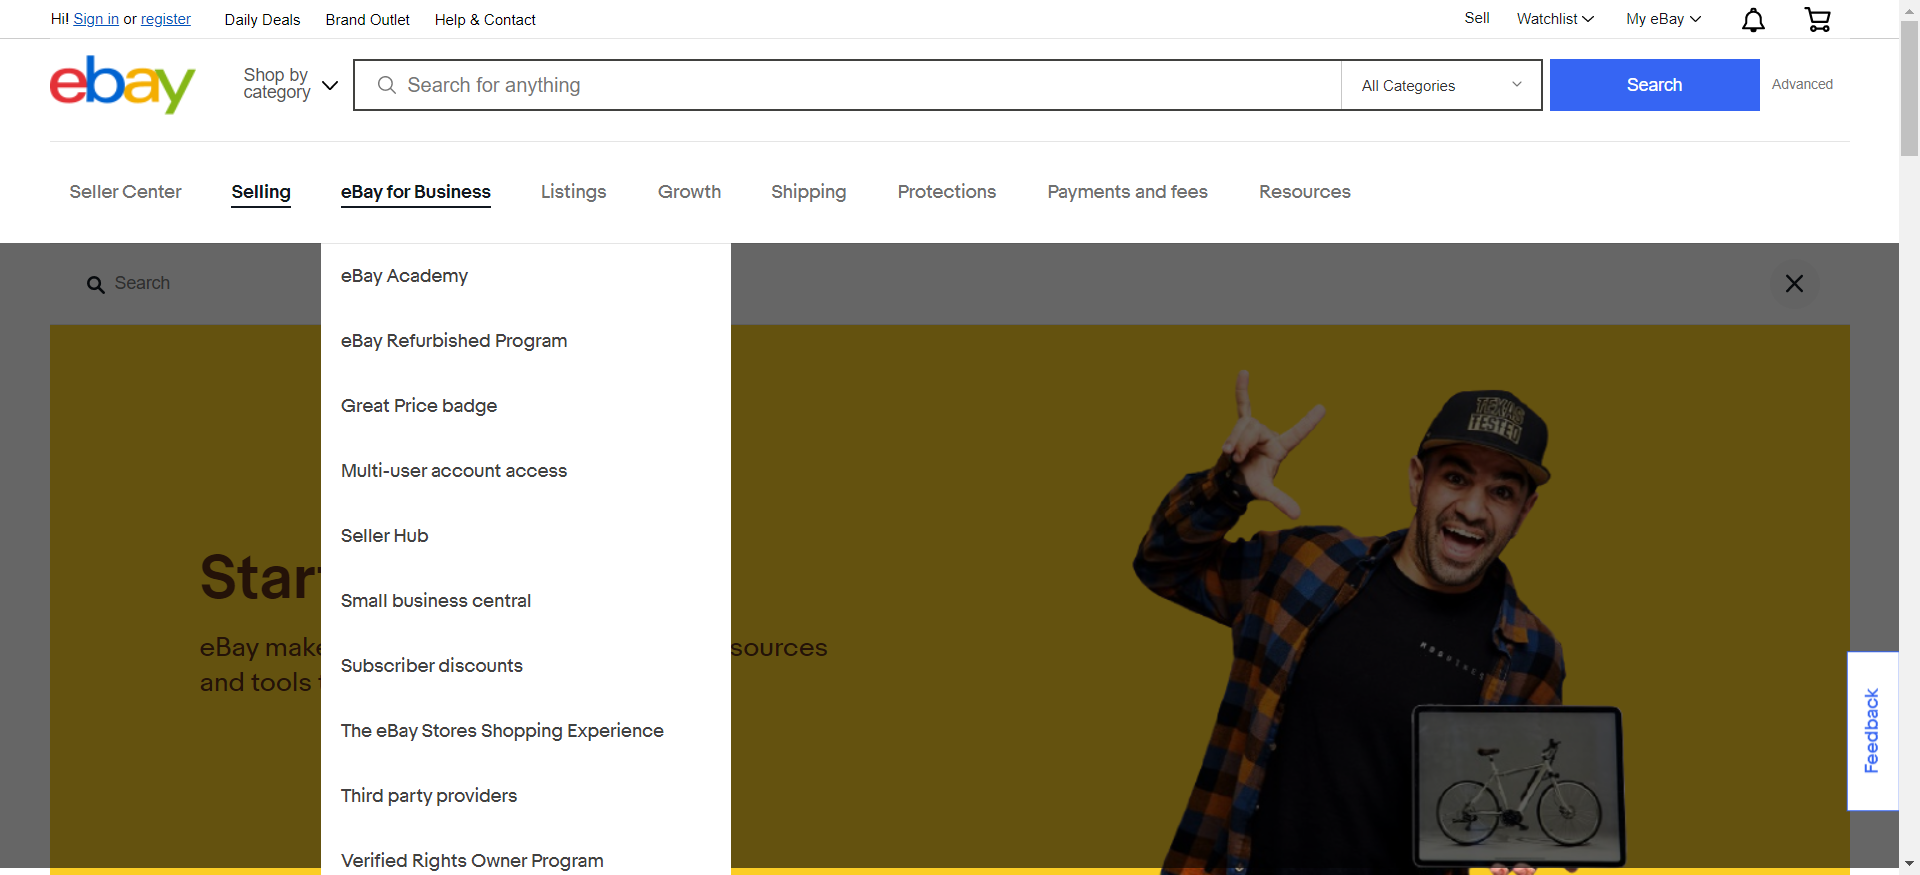 Hi! Sign in or register
Daily Deals
Brand Outlet
Help & Contact
Sell
Watchlist
My eBay
ebay
Shop by
category
Search for anything
All Categories
Search
Advanced
Seller Center
Selling
eBay for Business
Listings
Growth
Shipping
Protections
Payments and fees
Resources
Search
eBay Academy
eBay Refurbished Program
Great Price badge
Multi-user account access
Seller Hub
Small business central
Subscriber discounts
The eBay Stores Shopping Experience
Third party providers
Verified Rights Owner Program
Star
eBay make
sources
and tools
TEXAS
TESTED
Feedback